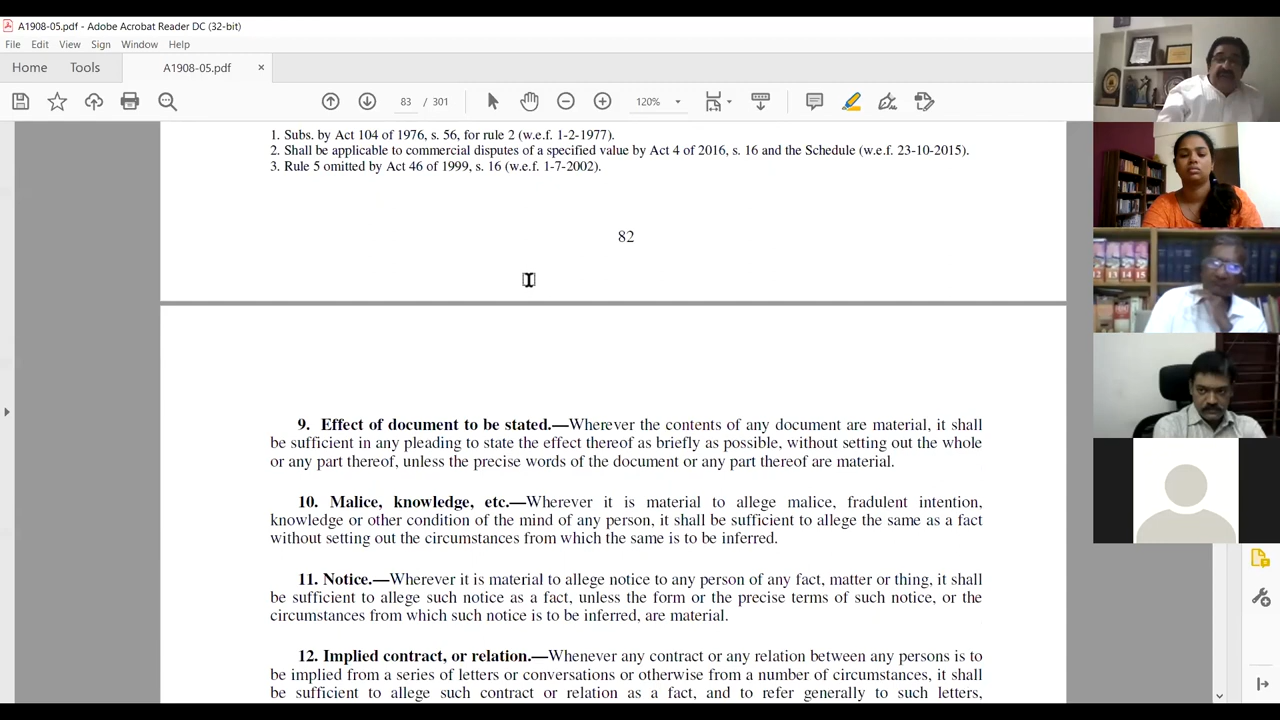 A1908-05.pdf - Adobe Acrobat Reader DC (32-bit)
File Edit View Sign Window Help
Home Tools A1908-05.pdf ×
83 / 301 120%
1. Subs. by Act 104 of 1976, s. 56, for rule 2 (w.e.f. 1-2-1977).
2. Shall be applicable to commercial disputes of a specified value by Act 4 of 2016, s. 16 and the Schedule (w.e.f. 23-10-2015).
3. Rule 5 omitted by Act 46 of 1999, s. 16 (w.e.f. 1-7-2002).
82
9. Effect of document to be stated.—Wherever the contents of any document are material, it shall
be sufficient in any pleading to state the effect thereof as briefly as possible, without setting out the whole
or any part thereof, unless the precise words of the document or any part thereof are material.
10. Malice, knowledge, etc.—Wherever it is material to allege malice, fradulent intention,
knowledge or other condition of the mind of any person, it shall be sufficient to allege the same as a fact
without setting out the circumstances from which the same is to be inferred.
11. Notice.—Wherever it is material to allege notice to any person of any fact, matter or thing, it shall
be sufficient to allege such notice as a fact, unless the form or the precise terms of such notice, or the
circumstances from which such notice is to be inferred, are material.
12. Implied contract, or relation.—Whenever any contract or any relation between any persons is to
be implied from a series of letters or conversations or otherwise from a number of circumstances, it shall
be sufficient to allege such contract or relation as a fact, and to refer generally to such letters,
12 13 14 15